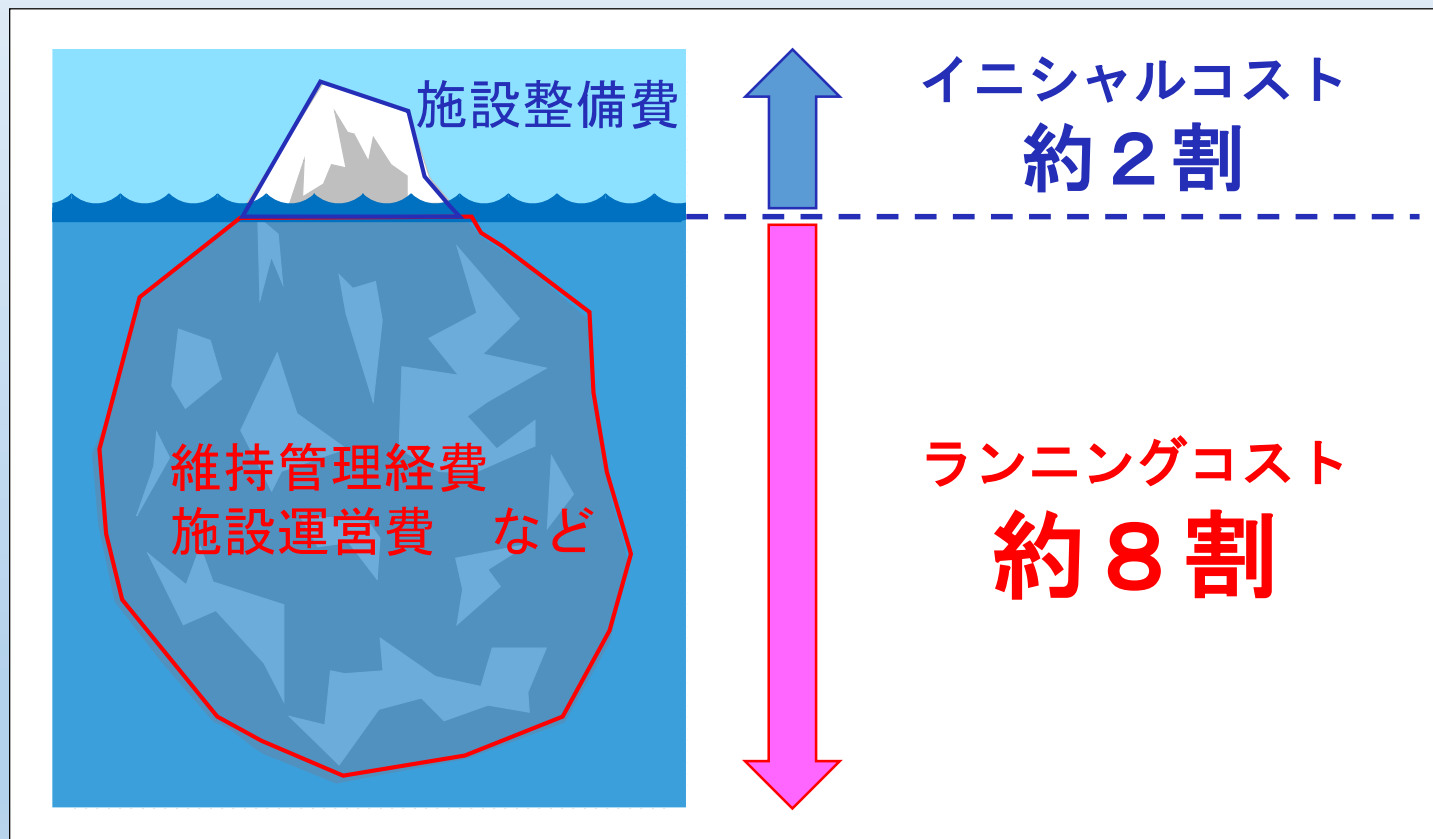 施設整備費
イニシャルコスト
約２割
維持管理経費
施設運営費　など
ランニングコスト
約８割